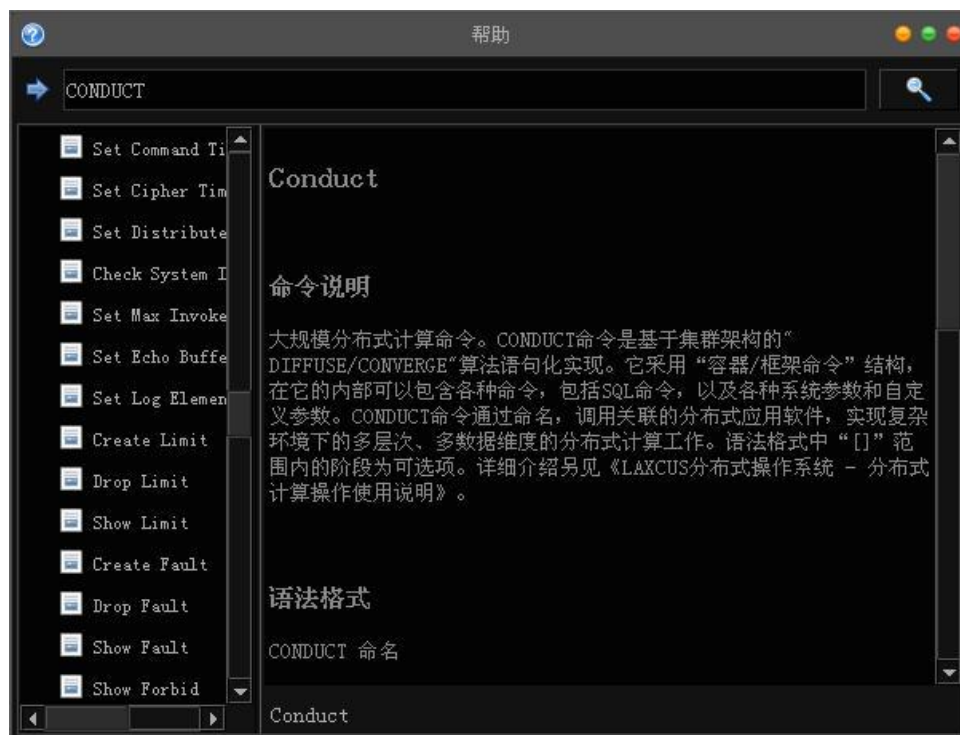 帮助
CONDUCT
Set Command Ti
Set Cipher Tim
Set Distribute
Check System I
Set Max Invoke
Set Echo Buffe
Set Log Elemen
Create Limit
Drop Limit
Show Limit
Create Fault
Drop Fault
Show Fault
Show Forbid
Conduct
命令说明
大规模分布式计算命令。CONDUCT命令是基于集群架构的“
DIFFUSE/CONVERGE”算法语句化实现。它采用“容器/框架命令”结构，
在它的内部可以包含各种命令，包括SQL命令，以及各种系统参数和自定
义参数。CONDUCT命令通过命名，调用关联的分布式应用软件，实现复杂
环境下的多层次、多数据维度的分布式计算工作。语法格式中“[]”范
围内的阶段为可选项。详细介绍另见《LAXCUS分布式操作系统 - 分布式
计算操作使用说明》。
语法格式
CONDUCT 命名
Conduct